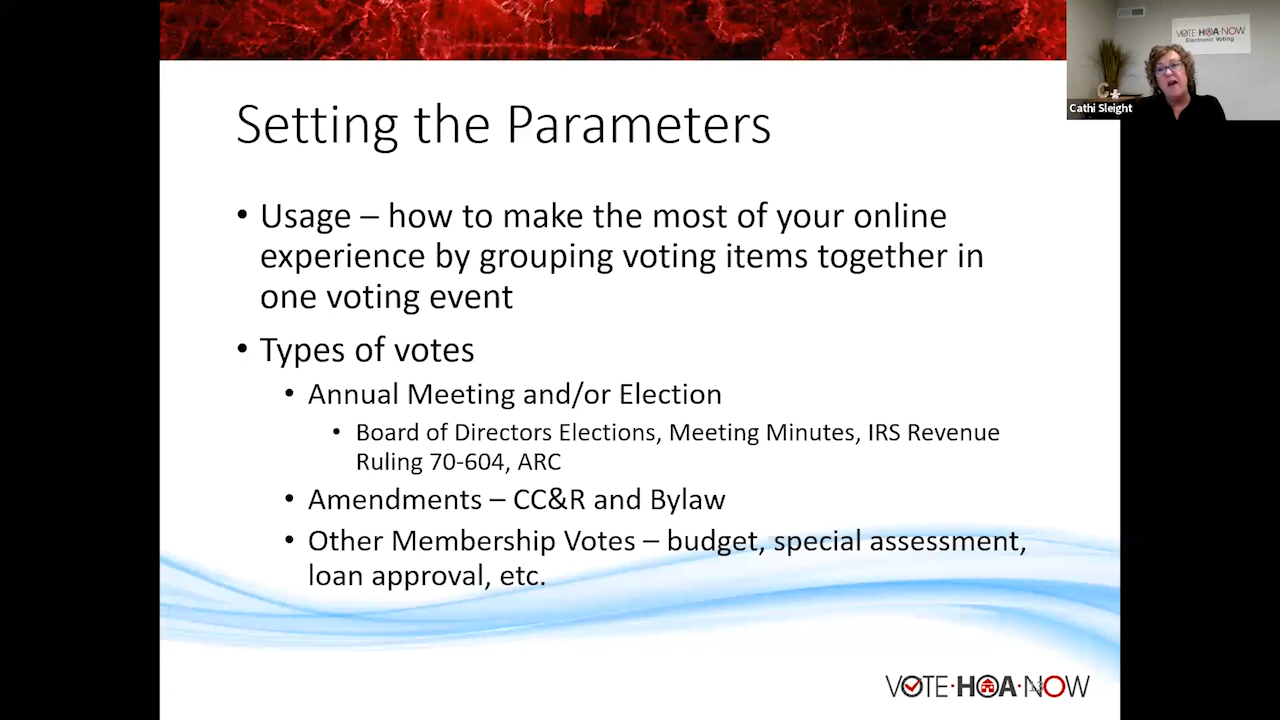 VOTE·HOA·NOW
Electronic Voting
Cathi Sleight
Setting the Parameters
• Usage – how to make the most of your online
experience by grouping voting items together in
one voting event
• Types of votes
• Annual Meeting and/or Election
• Board of Directors Elections, Meeting Minutes, IRS Revenue
Ruling 70-604, ARC
• Amendments – CC&R and Bylaw
• Other Membership Votes – budget, special assessment,
loan approval, etc.
VOTE·HOA·NOW